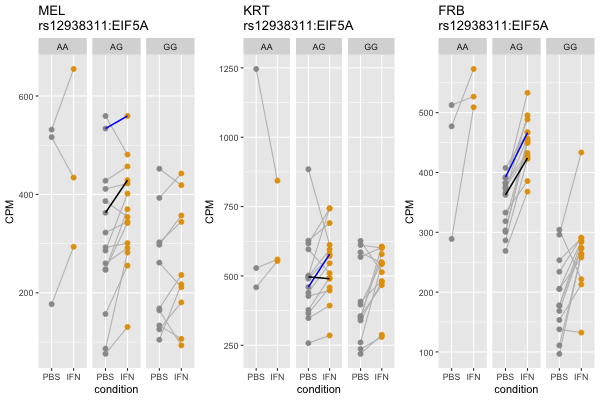 MEL
rs12938311:EIF5A
AA AG GG
CPM
600
400
200
PBS IFN PBS IFN PBS IFN
condition
KRT
rs12938311:EIF5A
AA AG GG
CPM
1250
1000
750
500
250
PBS IFN PBS IFN PBS IFN
condition
FRB
rs12938311:EIF5A
AA AG GG
CPM
500
400
300
200
100
PBS IFN PBS IFN PBS IFN
condition